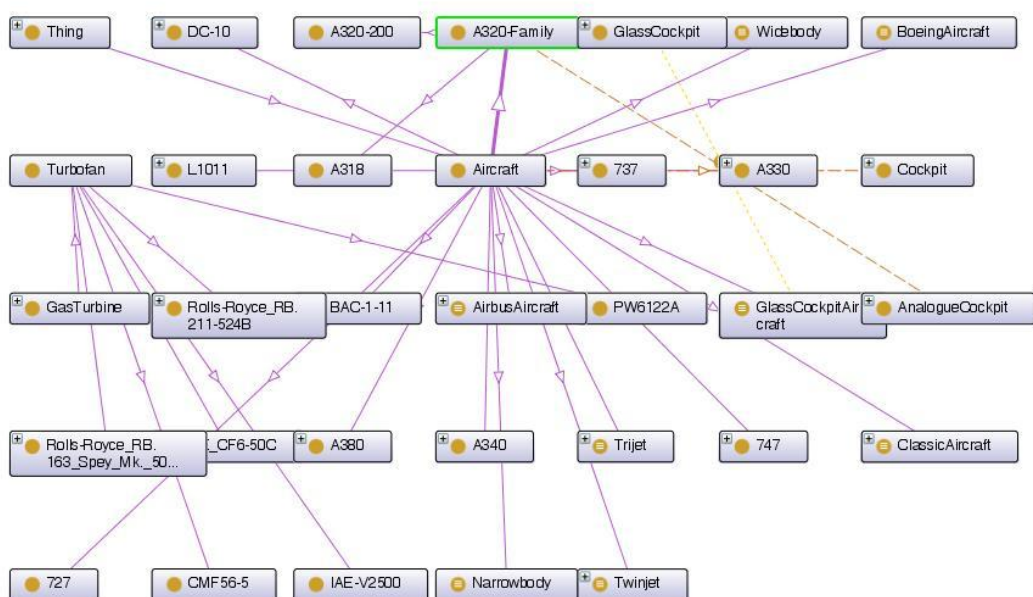 Thing
DC-10
A320-200
A320-Family
GlassCockpit
Widebody
BoeingAircraft
Turbofan
L1011
A318
Aircraft
737
A330
Cockpit
GasTurbine
Rolls-Royce_RB.
211-524B
BAC-1-11
AirbusAircraft
PW6122A
GlassCockpitAir
craft
AnalogueCockpit
Rolls-Royce_RB.
163_Spey_Mk._50...
_CF6-50C
A380
A340
Trijet
747
ClassicAircraft
727
CMF56-5
IAE-V2500
Narrowbody
Twinjet